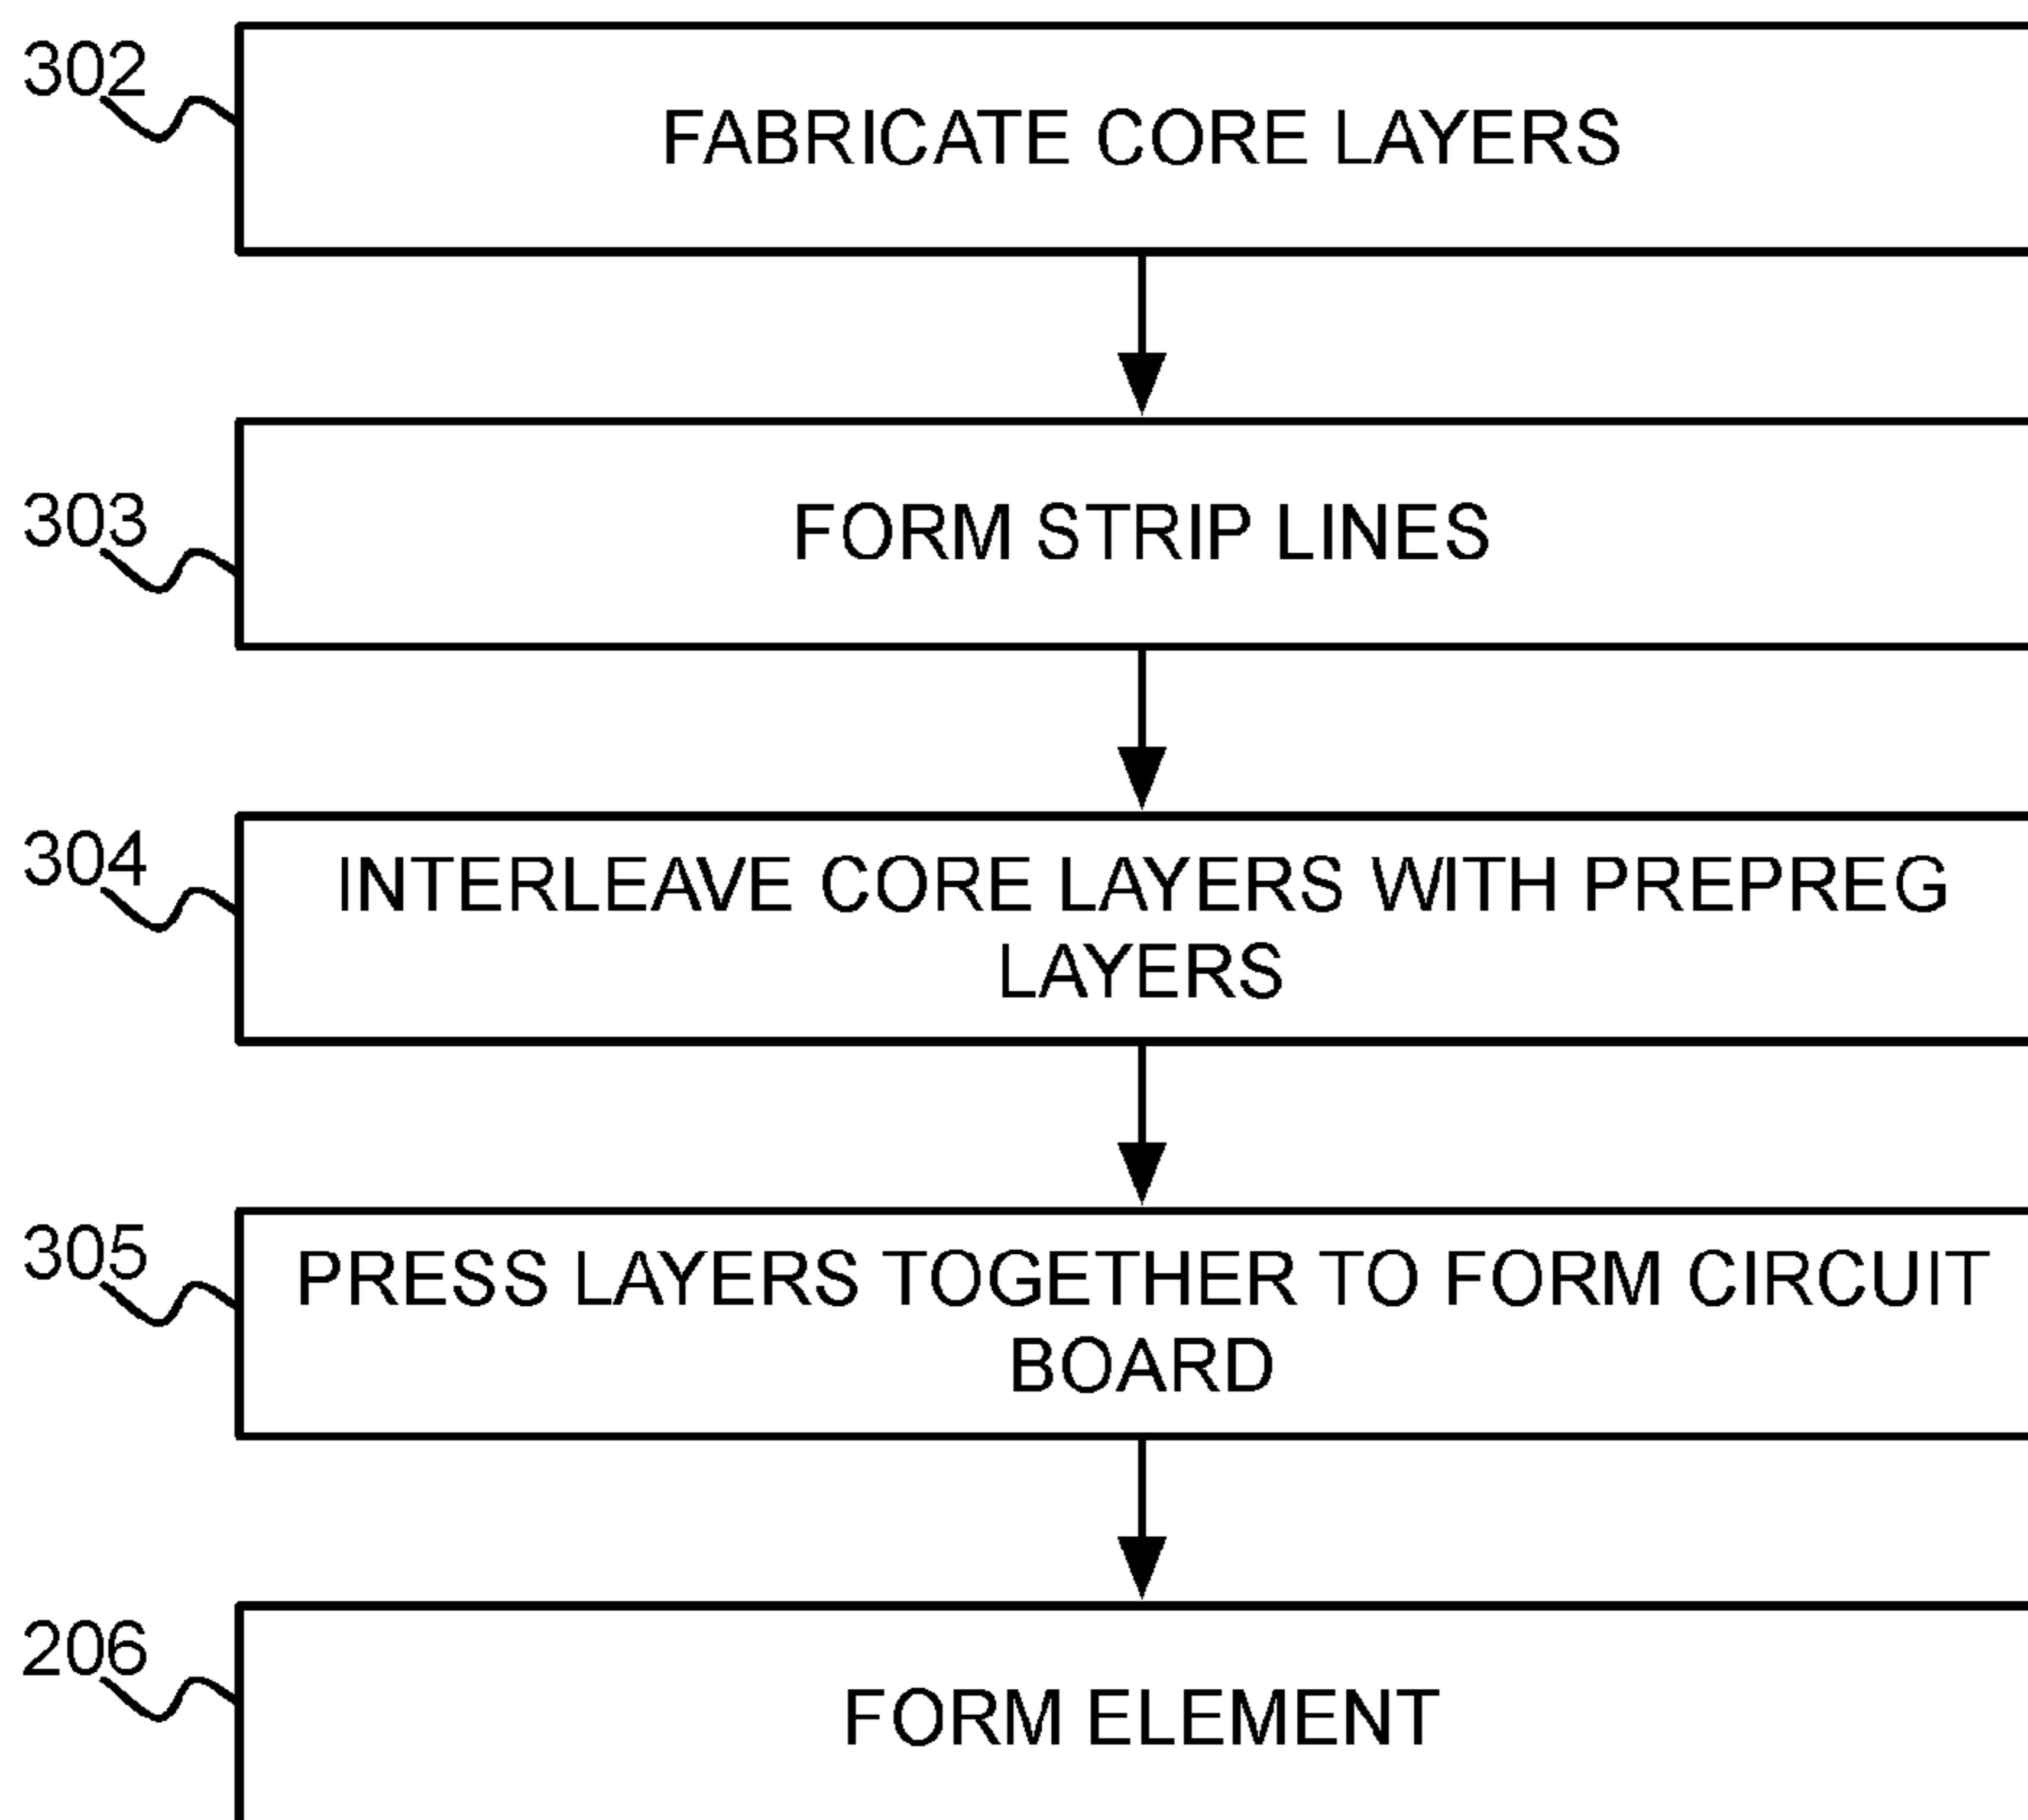 302
FABRICATE CORE LAYERS
303
FORM STRIP LINES
304
INTERLEAVE CORE LAYERS WITH PREPREG
LAYERS
305
PRESS LAYERS TOGETHER TO FORM CIRCUIT
BOARD
206
FORM ELEMENT